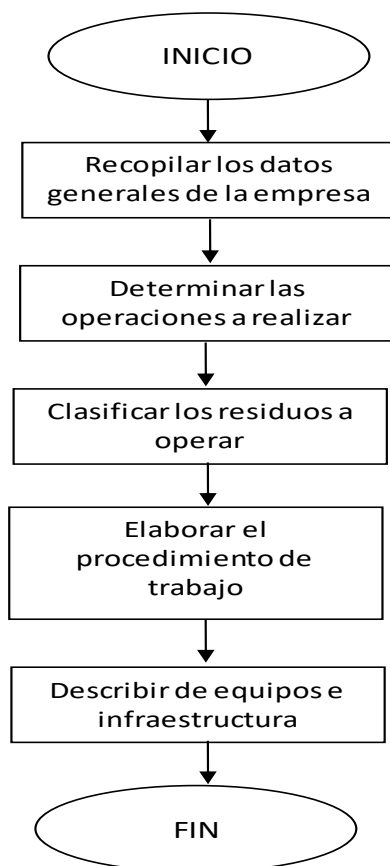 INICIO
Recopilar los datos
generales de la empresa
Determinar las
operaciones a realizar
Clasificar los residuos a
operar
Elaborar el
procedimiento de
trabajo
Describir de equipos e
infraestructura
FIN